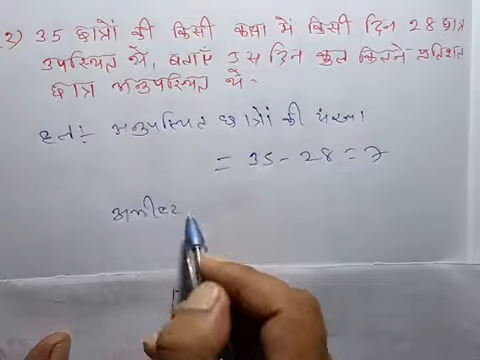 2) 35 छात्रों की किसी कक्षा में किसी दिन 28 छात्र
उपस्थित थे, बताएँ उस दिन कुल कितने प्रतिशत
छात्र अनुपस्थित थे.
हल:- अनुपस्थित छात्रों की संख्या
= 35 - 28 = 7
अभीष्ट